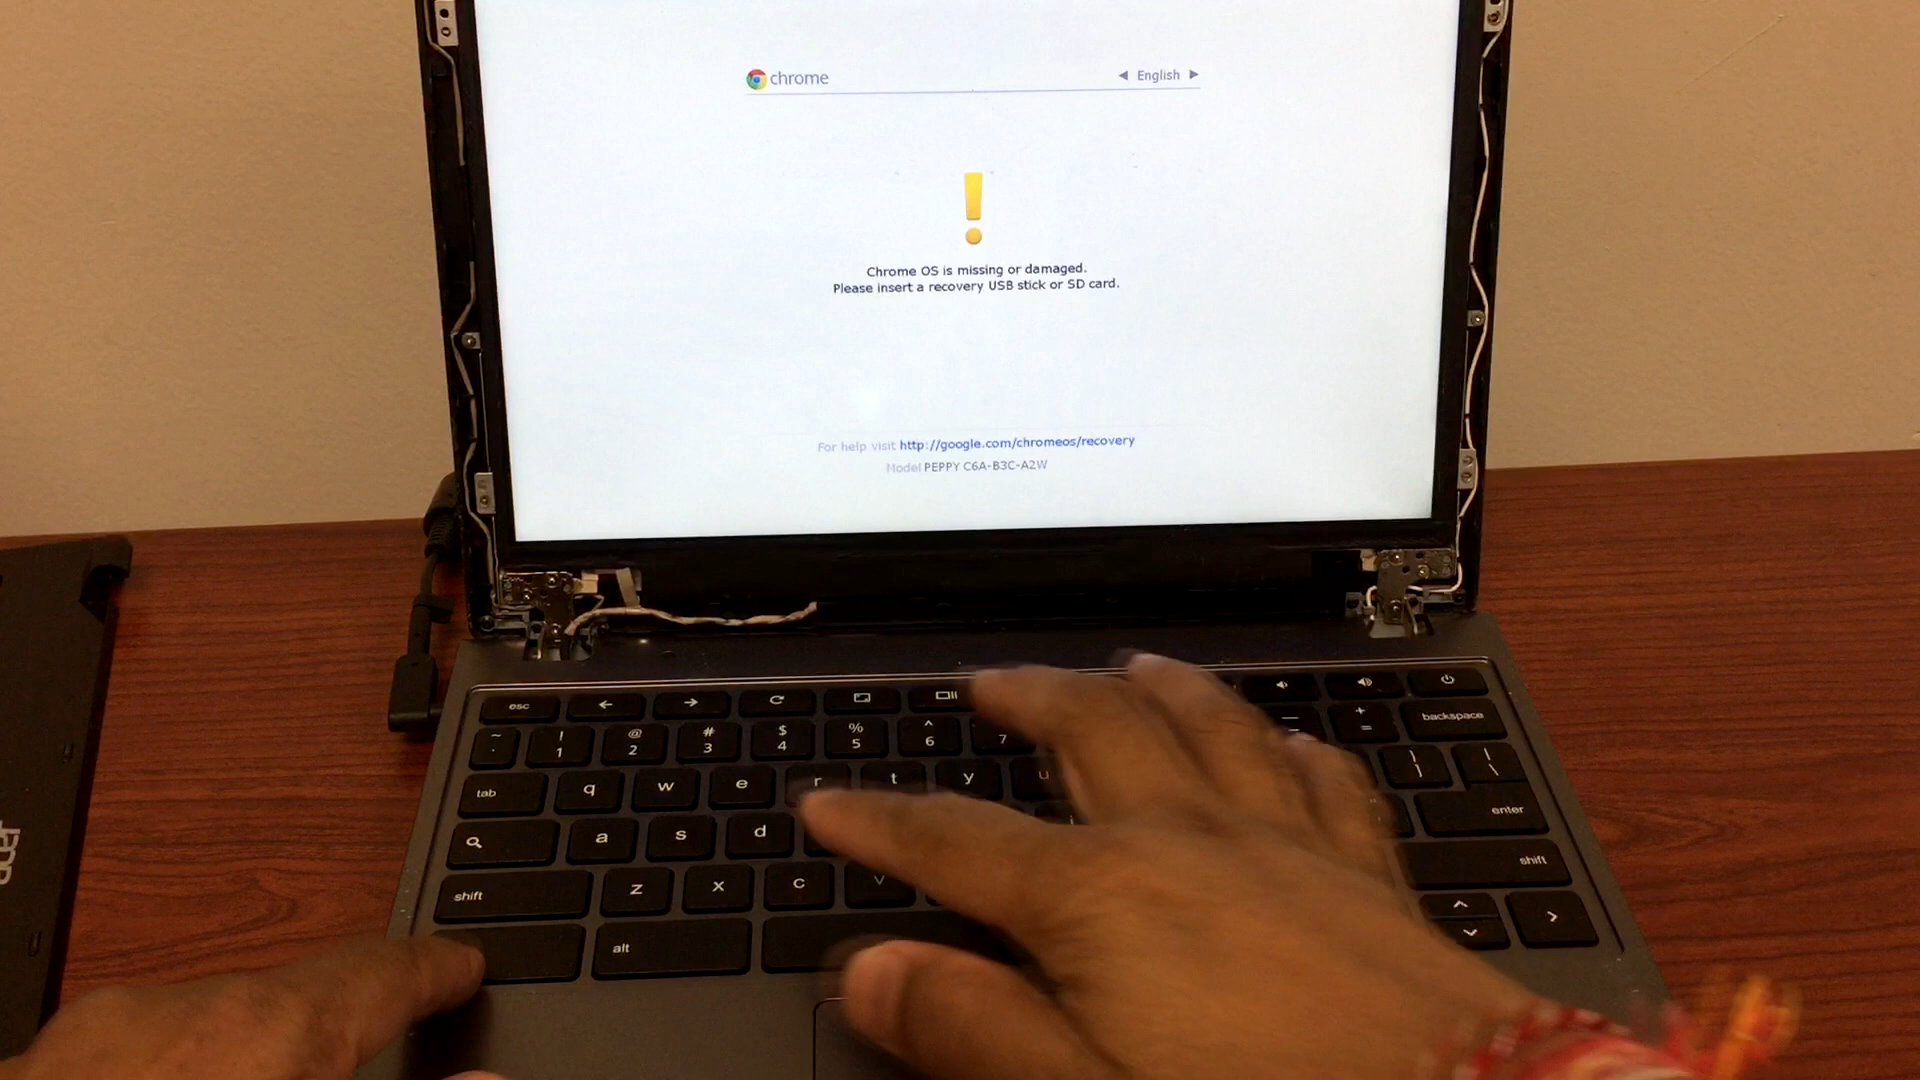 chrome
◀ English ▶
Chrome OS is missing or damaged.
Please insert a recovery USB stick or SD card.
For help visit http://google.com/chromeos/recovery
Model PEPPY C6A-B3C-A2W
esc
~ ` ! 1 @ 2 # 3 $ 4 % 5 ^ 6 7 — + = backspace
tab q w e r t y u } ] | \
a s d enter
shift z x c v shift
alt
acer